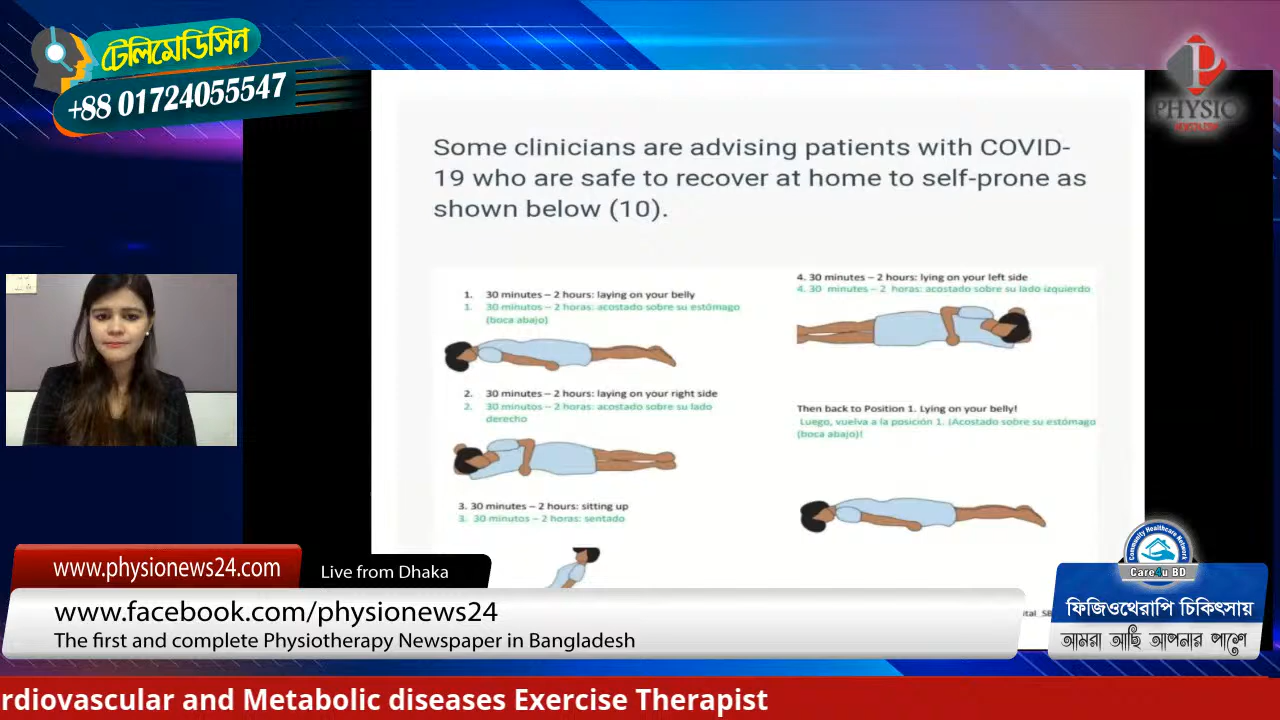 টেলিমেডিসিন
+88 01724055547
PHYSIO
Some clinicians are advising patients with COVID-
19 who are safe to recover at home to self-prone as
shown below (10).
1. 30 minutes – 2 hours: laying on your belly
1. 30 minutos – 2 horas: acostado sobre su estómago
(boca abajo)
2. 30 minutes – 2 hours: laying on your right side
2. 30 minutos – 2 horas: acostado sobre su lado
derecho
3. 30 minutes – 2 hours: sitting up
3. 30 minutos – 2 horas: sentado
4. 30 minutes – 2 hours: lying on your left side
4. 30 minutos – 2 horas: acostado sobre su lado izquierdo
Then back to Position 1. Lying on your belly!
Luego, vuelva a la posición 1. ¡Acostado sobre su estómago
(boca abajo)!
www.physionews24.com
Live from Dhaka
www.facebook.com/physionews24
The first and complete Physiotherapy Newspaper in Bangladesh
Community Healthcare Network
Care4u BD
ফিজিওথেরাপি চিকিৎসায়
আমরা আছি আপনার পাশে
rdiovascular and Metabolic diseases Exercise Therapist